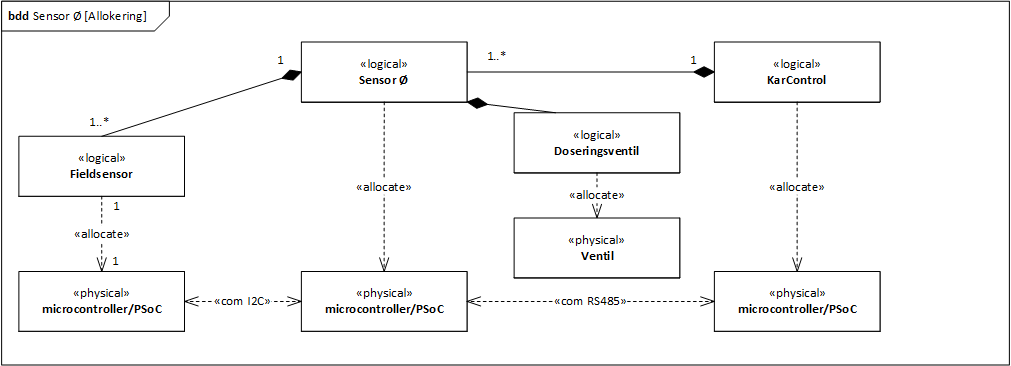 bdd Sensor Ø [Allokering]
«logical»
Sensor Ø
1
1..*
1
«logical»
KarControl
1..*
«logical»
Fieldsensor
1
«logical»
Doseringsventil
«allocate»
«allocate»
«allocate»
«allocate»
1
«physical»
Ventil
«physical»
microcontroller/PSoC
«com I2C»
«physical»
microcontroller/PSoC
«com RS485»
«physical»
microcontroller/PSoC